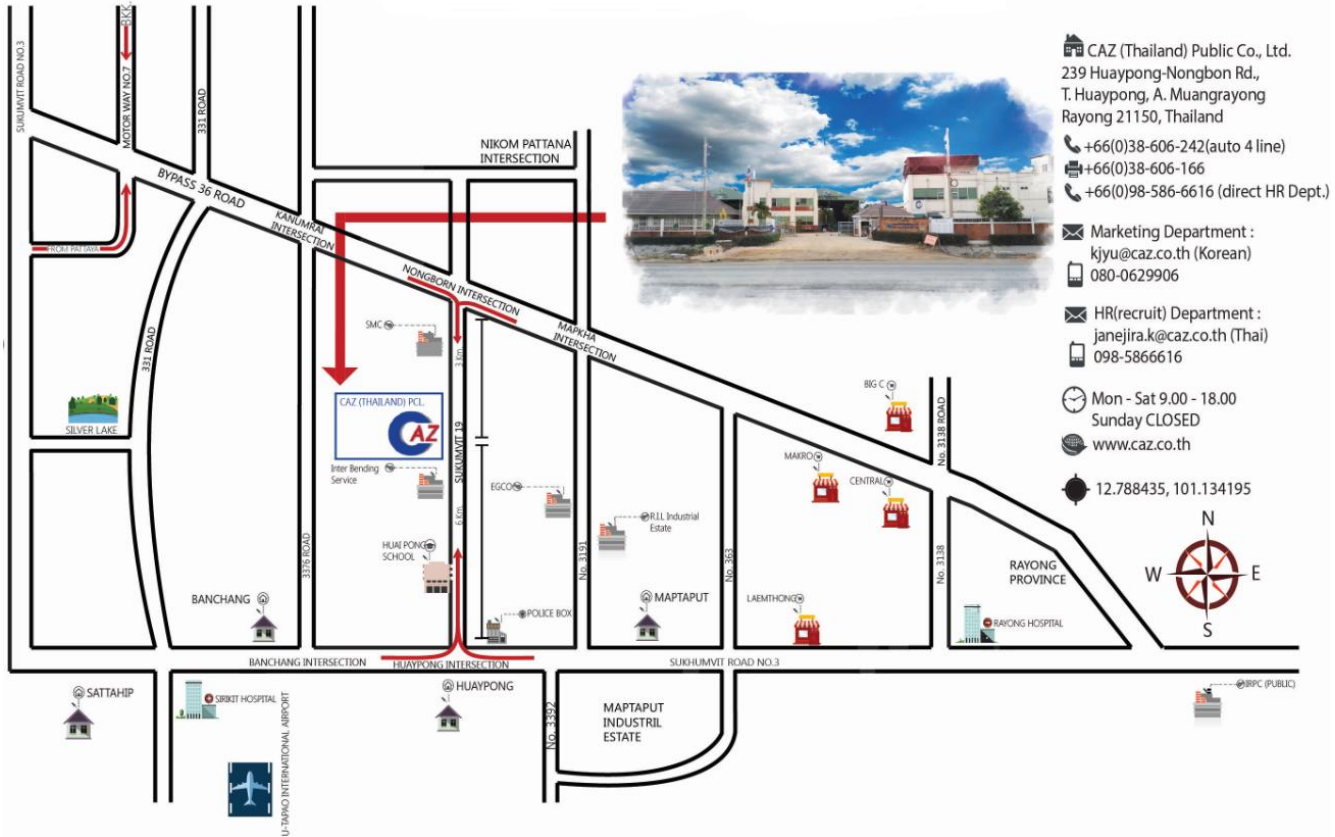 BKK.
SUKUMVIT ROAD NO.3
MOTOR WAY NO.7
331 ROAD
BYPASS 36 ROAD
NIKOM PATTANA
INTERSECTION
KANUMRAI
INTERSECTION
FROM PATTAYA
NONGBORN INTERSECTION
MAPKHA
INTERSECTION
331 ROAD
SMC
3 Km.
SILVER LAKE
CAZ (THAILAND) PCL.
CAZ
SUKUMVIT 19
Inter Bending
Service
6 Km.
EGCO
R.I.L Industrial
Estate
BIG C
MAKRO
CENTRAL
No. 3138 ROAD
3376 ROAD
HUAI PONG
SCHOOL
No. 3191
No. 363
No. 3138
RAYONG
PROVINCE
BANCHANG
POLICE BOX
MAPTAPUT
LAEMTHONG
RAYONG HOSPITAL
BANCHANG INTERSECTION
HUAYPONG INTERSECTION
SUKHUMVIT ROAD NO.3
SATTAHIP
SIRIKIT HOSPITAL
HUAYPONG
No. 3392
MAPTAPUT
INDUSTRIL
ESTATE
IRPC (PUBLIC)
U-TAPAO INTERNATIONAL AIRPORT
CAZ (Thailand) Public Co., Ltd.
239 Huaypong-Nongbon Rd.,
T. Huaypong, A. Muangrayong
Rayong 21150, Thailand
+66(0)38-606-242(auto 4 line)
+66(0)38-606-166
+66(0)98-586-6616 (direct HR Dept.)
Marketing Department :
kjyu@caz.co.th (Korean)
080-0629906
HR(recruit) Department :
janejira.k@caz.co.th (Thai)
098-5866616
Mon - Sat 9.00 - 18.00
Sunday CLOSED
www.caz.co.th
12.788435, 101.134195
N
W E
S